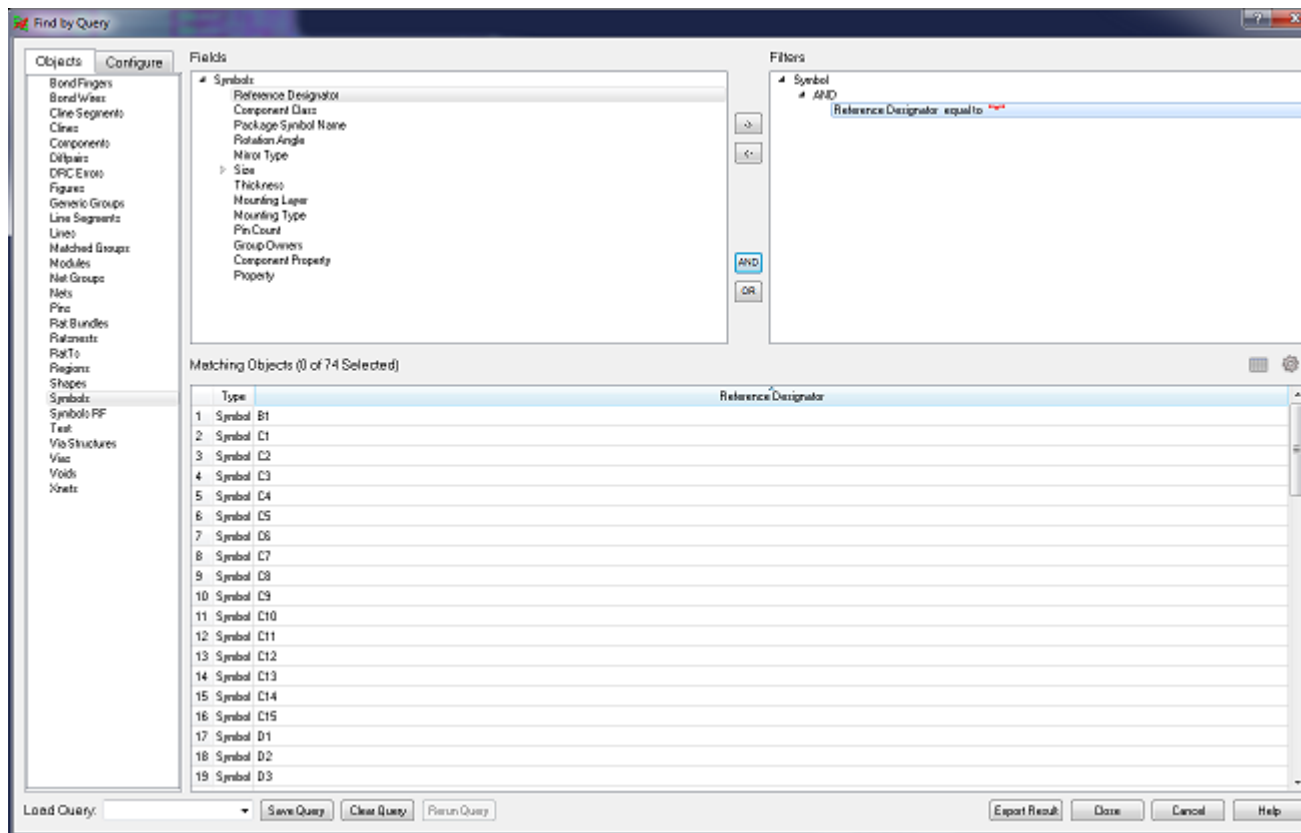 Find by Query
Objects
Configure
Bond Fingers
Bond Wires
Cline Segments
Clines
Components
Diffpairs
DRC Errors
Figures
Generic Groups
Line Segments
Lines
Matched Groups
Modules
Net Groups
Nets
Pins
Rat Bundles
Ratsnests
RatTs
Regions
Shapes
Symbols
Symbols RF
Text
Via Structures
Vias
Voids
Xnets
Fields
Symbols
Reference Designator
Component Class
Package Symbol Name
Rotation Angle
Mirror Type
Size
Thickness
Mounting Layer
Mounting Type
Pin Count
Group Owners
Component Property
Property
->
<-
AND
OR
Filters
Symbol
AND
Reference Designator equal to "*"
Matching Objects (0 of 74 Selected)
Type Reference Designator
1 Symbol B1
2 Symbol C1
3 Symbol C2
4 Symbol C3
5 Symbol C4
6 Symbol C5
7 Symbol C6
8 Symbol C7
9 Symbol C8
10 Symbol C9
11 Symbol C10
12 Symbol C11
13 Symbol C12
14 Symbol C13
15 Symbol C14
16 Symbol C15
17 Symbol D1
18 Symbol D2
19 Symbol D3
Load Query: Save Query Clear Query Rerun Query Export Result Close Cancel Help